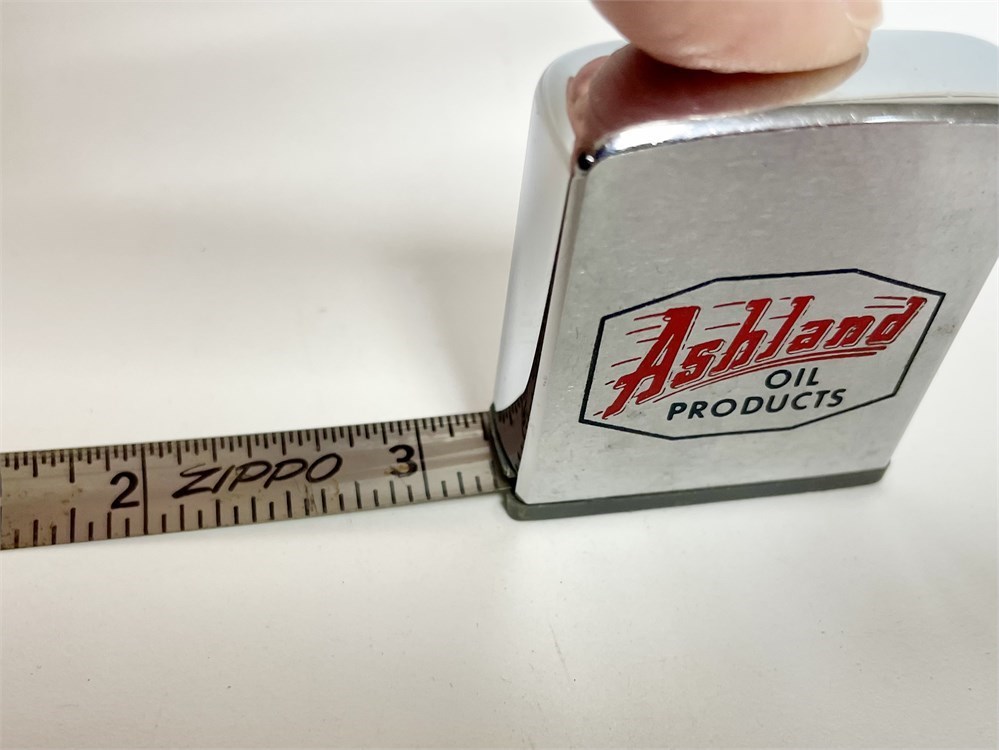 Ashland
OIL
PRODUCTS
2 ZIPPO 3